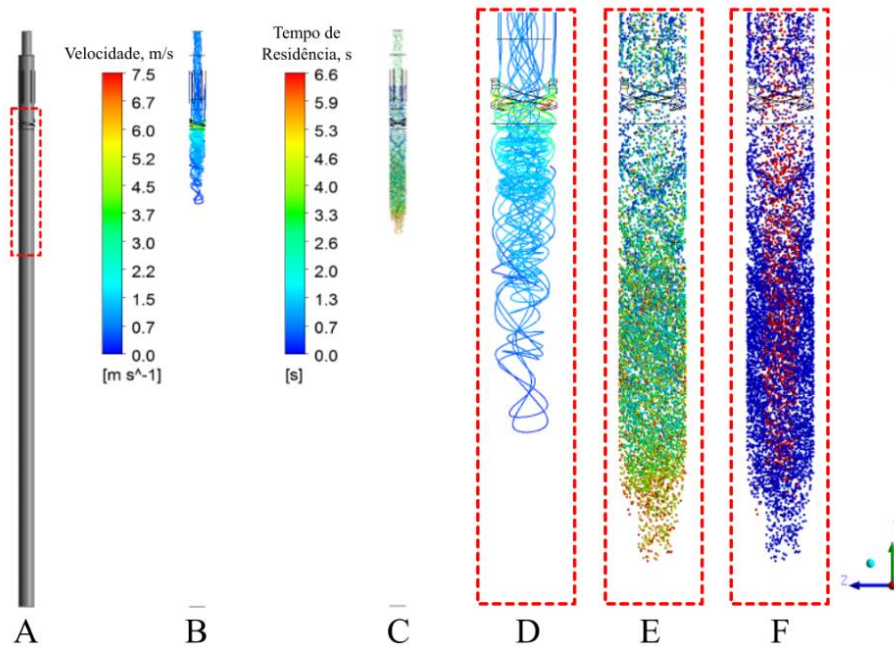 Velocidade, m/s
7.5
6.7
6.0
5.2
4.5
3.7
3.0
2.2
1.5
0.7
0.0
[m s^-1]
Tempo de
Residência, s
6.6
5.9
5.3
4.6
4.0
3.3
2.6
2.0
1.3
0.7
0.0
[s]
Z
A
B
C
D
E
F